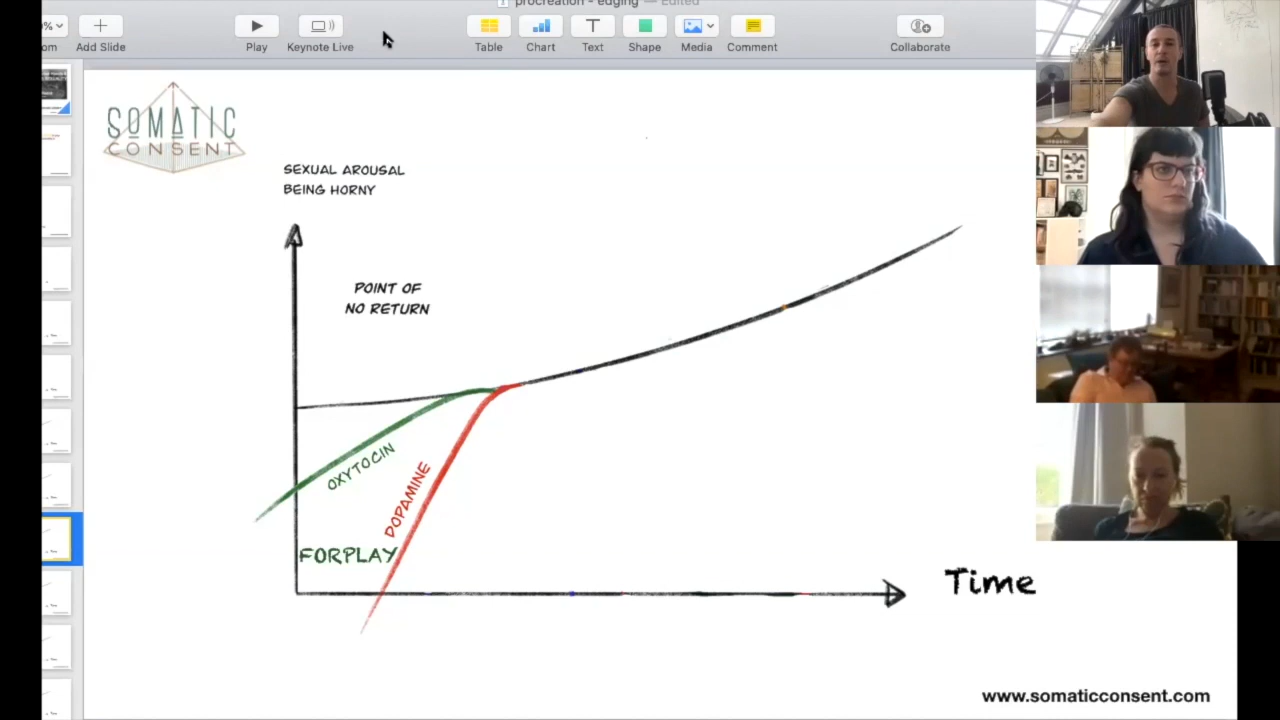 procreation - edging — Edited
Add Slide
Play
Keynote Live
Table
Chart
Text
Shape
Media
Comment
Collaborate
SOMATIC
CONSENT
SEXUAL AROUSAL
BEING HORNY
POINT OF
NO RETURN
OXYTOCIN
DOPAMINE
FORPLAY
Time
www.somaticconsent.com